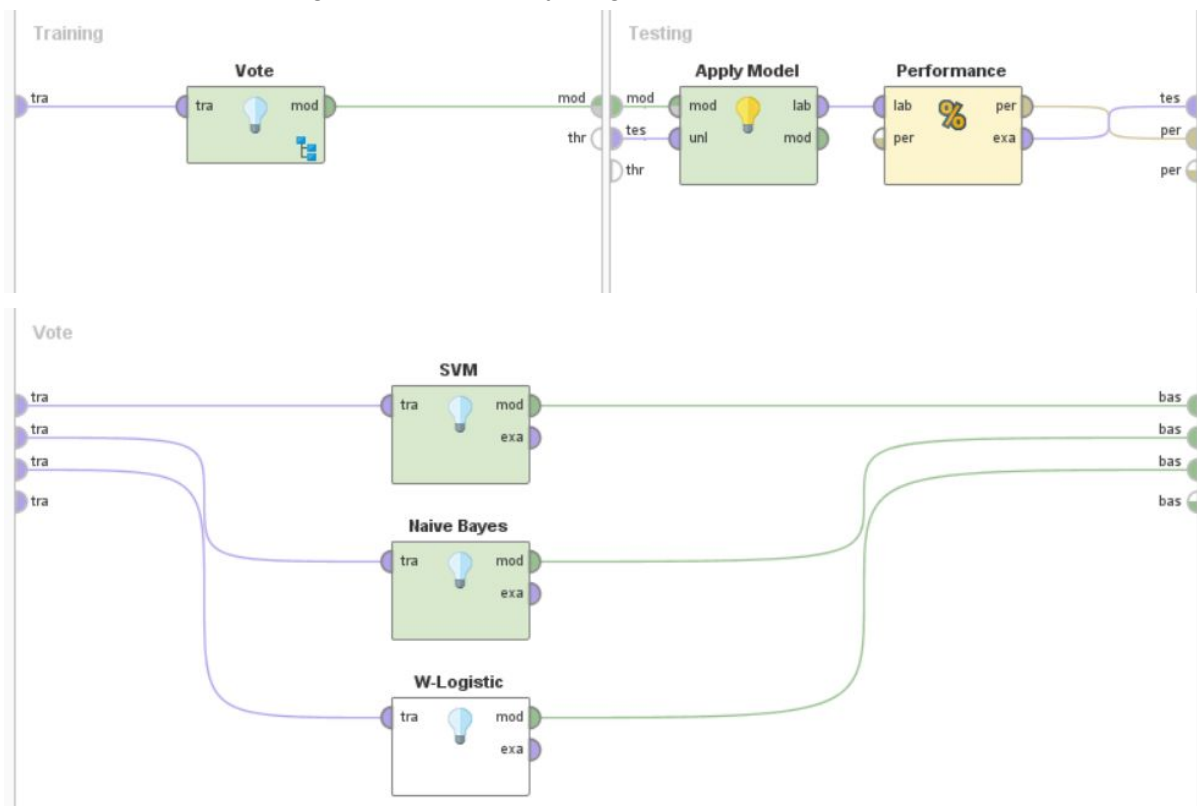 Training
Testing
Vote
Apply Model
Performance
tra
tra
mod
mod
thr
mod
tes
thr
mod
lab
unl
mod
lab
per
per
exa
tes
per
per
Vote
tra
tra
tra
tra
SVM
tra
mod
exa
Naive Bayes
tra
mod
exa
W-Logistic
tra
mod
exa
bas
bas
bas
bas